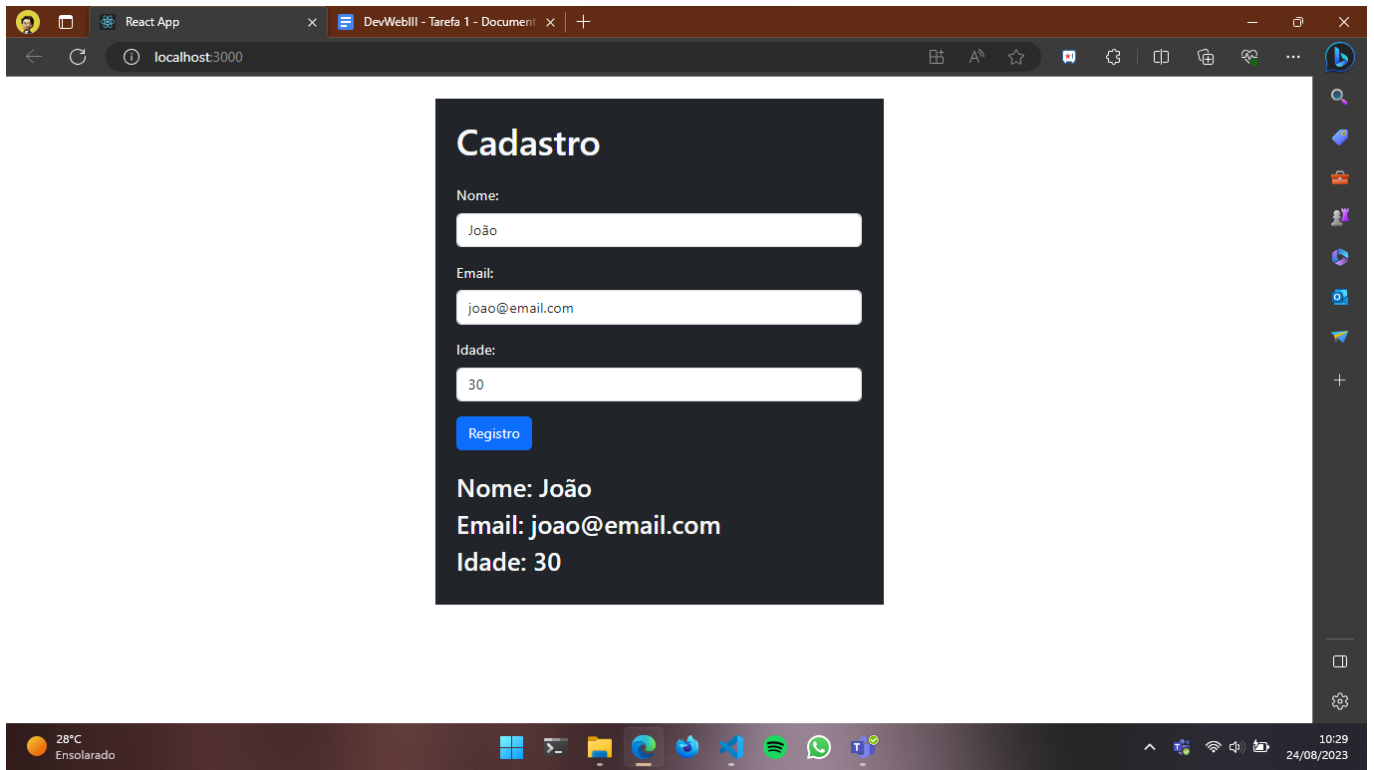 React App
DevWebIII - Tarefa 1 - Document
localhost:3000
Cadastro
Nome:
João
Email:
joao@email.com
Idade:
30
Registro
Nome: João
Email: joao@email.com
Idade: 30
28°C
Ensolarado
10:29
24/08/2023